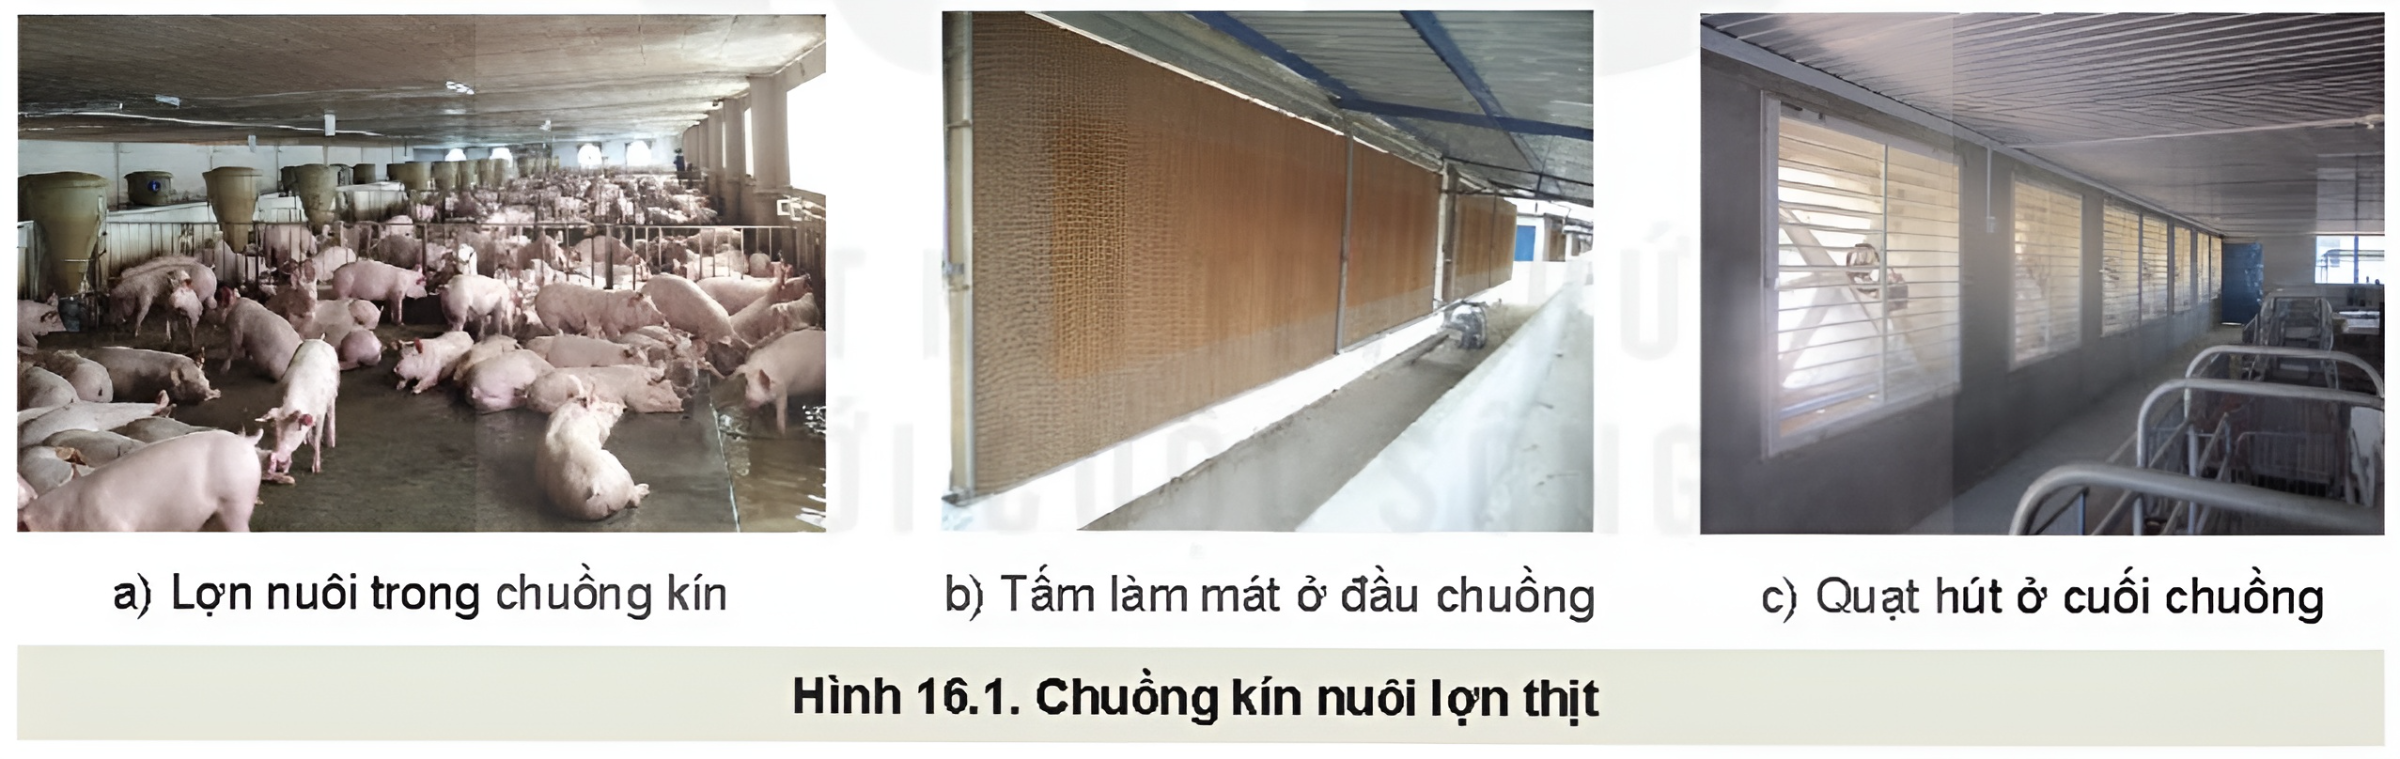 a) Lợn nuôi trong chuồng kín
b) Tấm làm mát ở đầu chuồng
c) Quạt hút ở cuối chuồng
Hình 16.1. Chuồng kín nuôi lợn thịt